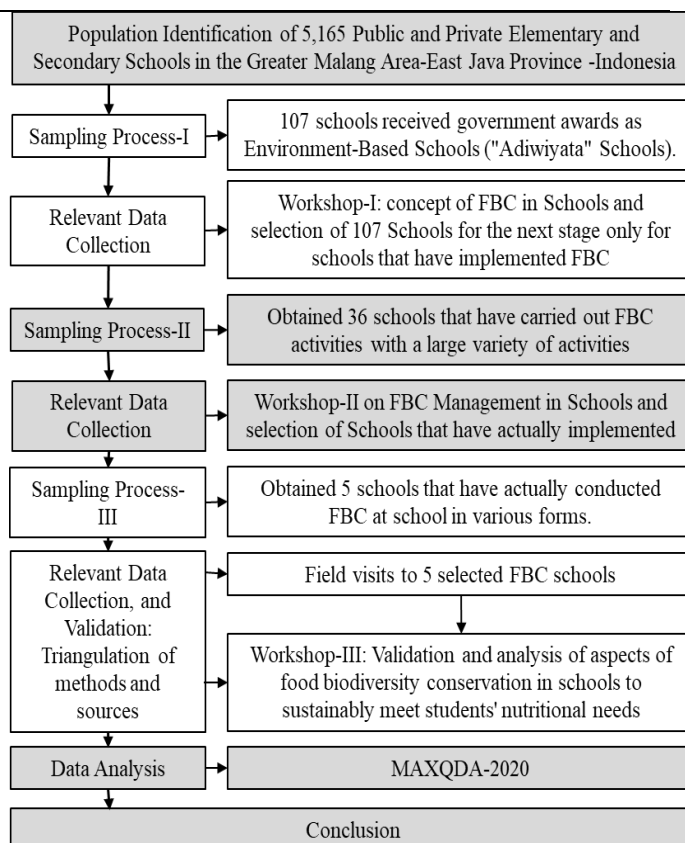 Population Identification of 5,165 Public and Private Elementary and
Secondary Schools in the Greater Malang Area-East Java Province -Indonesia
Sampling Process-I
107 schools received government awards as
Environment-Based Schools ("Adiwiyata" Schools).
Relevant Data
Collection
Workshop-I: concept of FBC in Schools and
selection of 107 Schools for the next stage only for
schools that have implemented FBC
Sampling Process-II
Obtained 36 schools that have carried out FBC
activities with a large variety of activities
Relevant Data
Collection
Workshop-II on FBC Management in Schools and
selection of Schools that have actually implemented
Sampling Process-
III
Obtained 5 schools that have actually conducted
FBC at school in various forms.
Relevant Data
Collection, and
Validation:
Triangulation of
methods and
sources
Field visits to 5 selected FBC schools
Workshop-III: Validation and analysis of aspects of
food biodiversity conservation in schools to
sustainably meet students' nutritional needs
Data Analysis
MAXQDA-2020
Conclusion